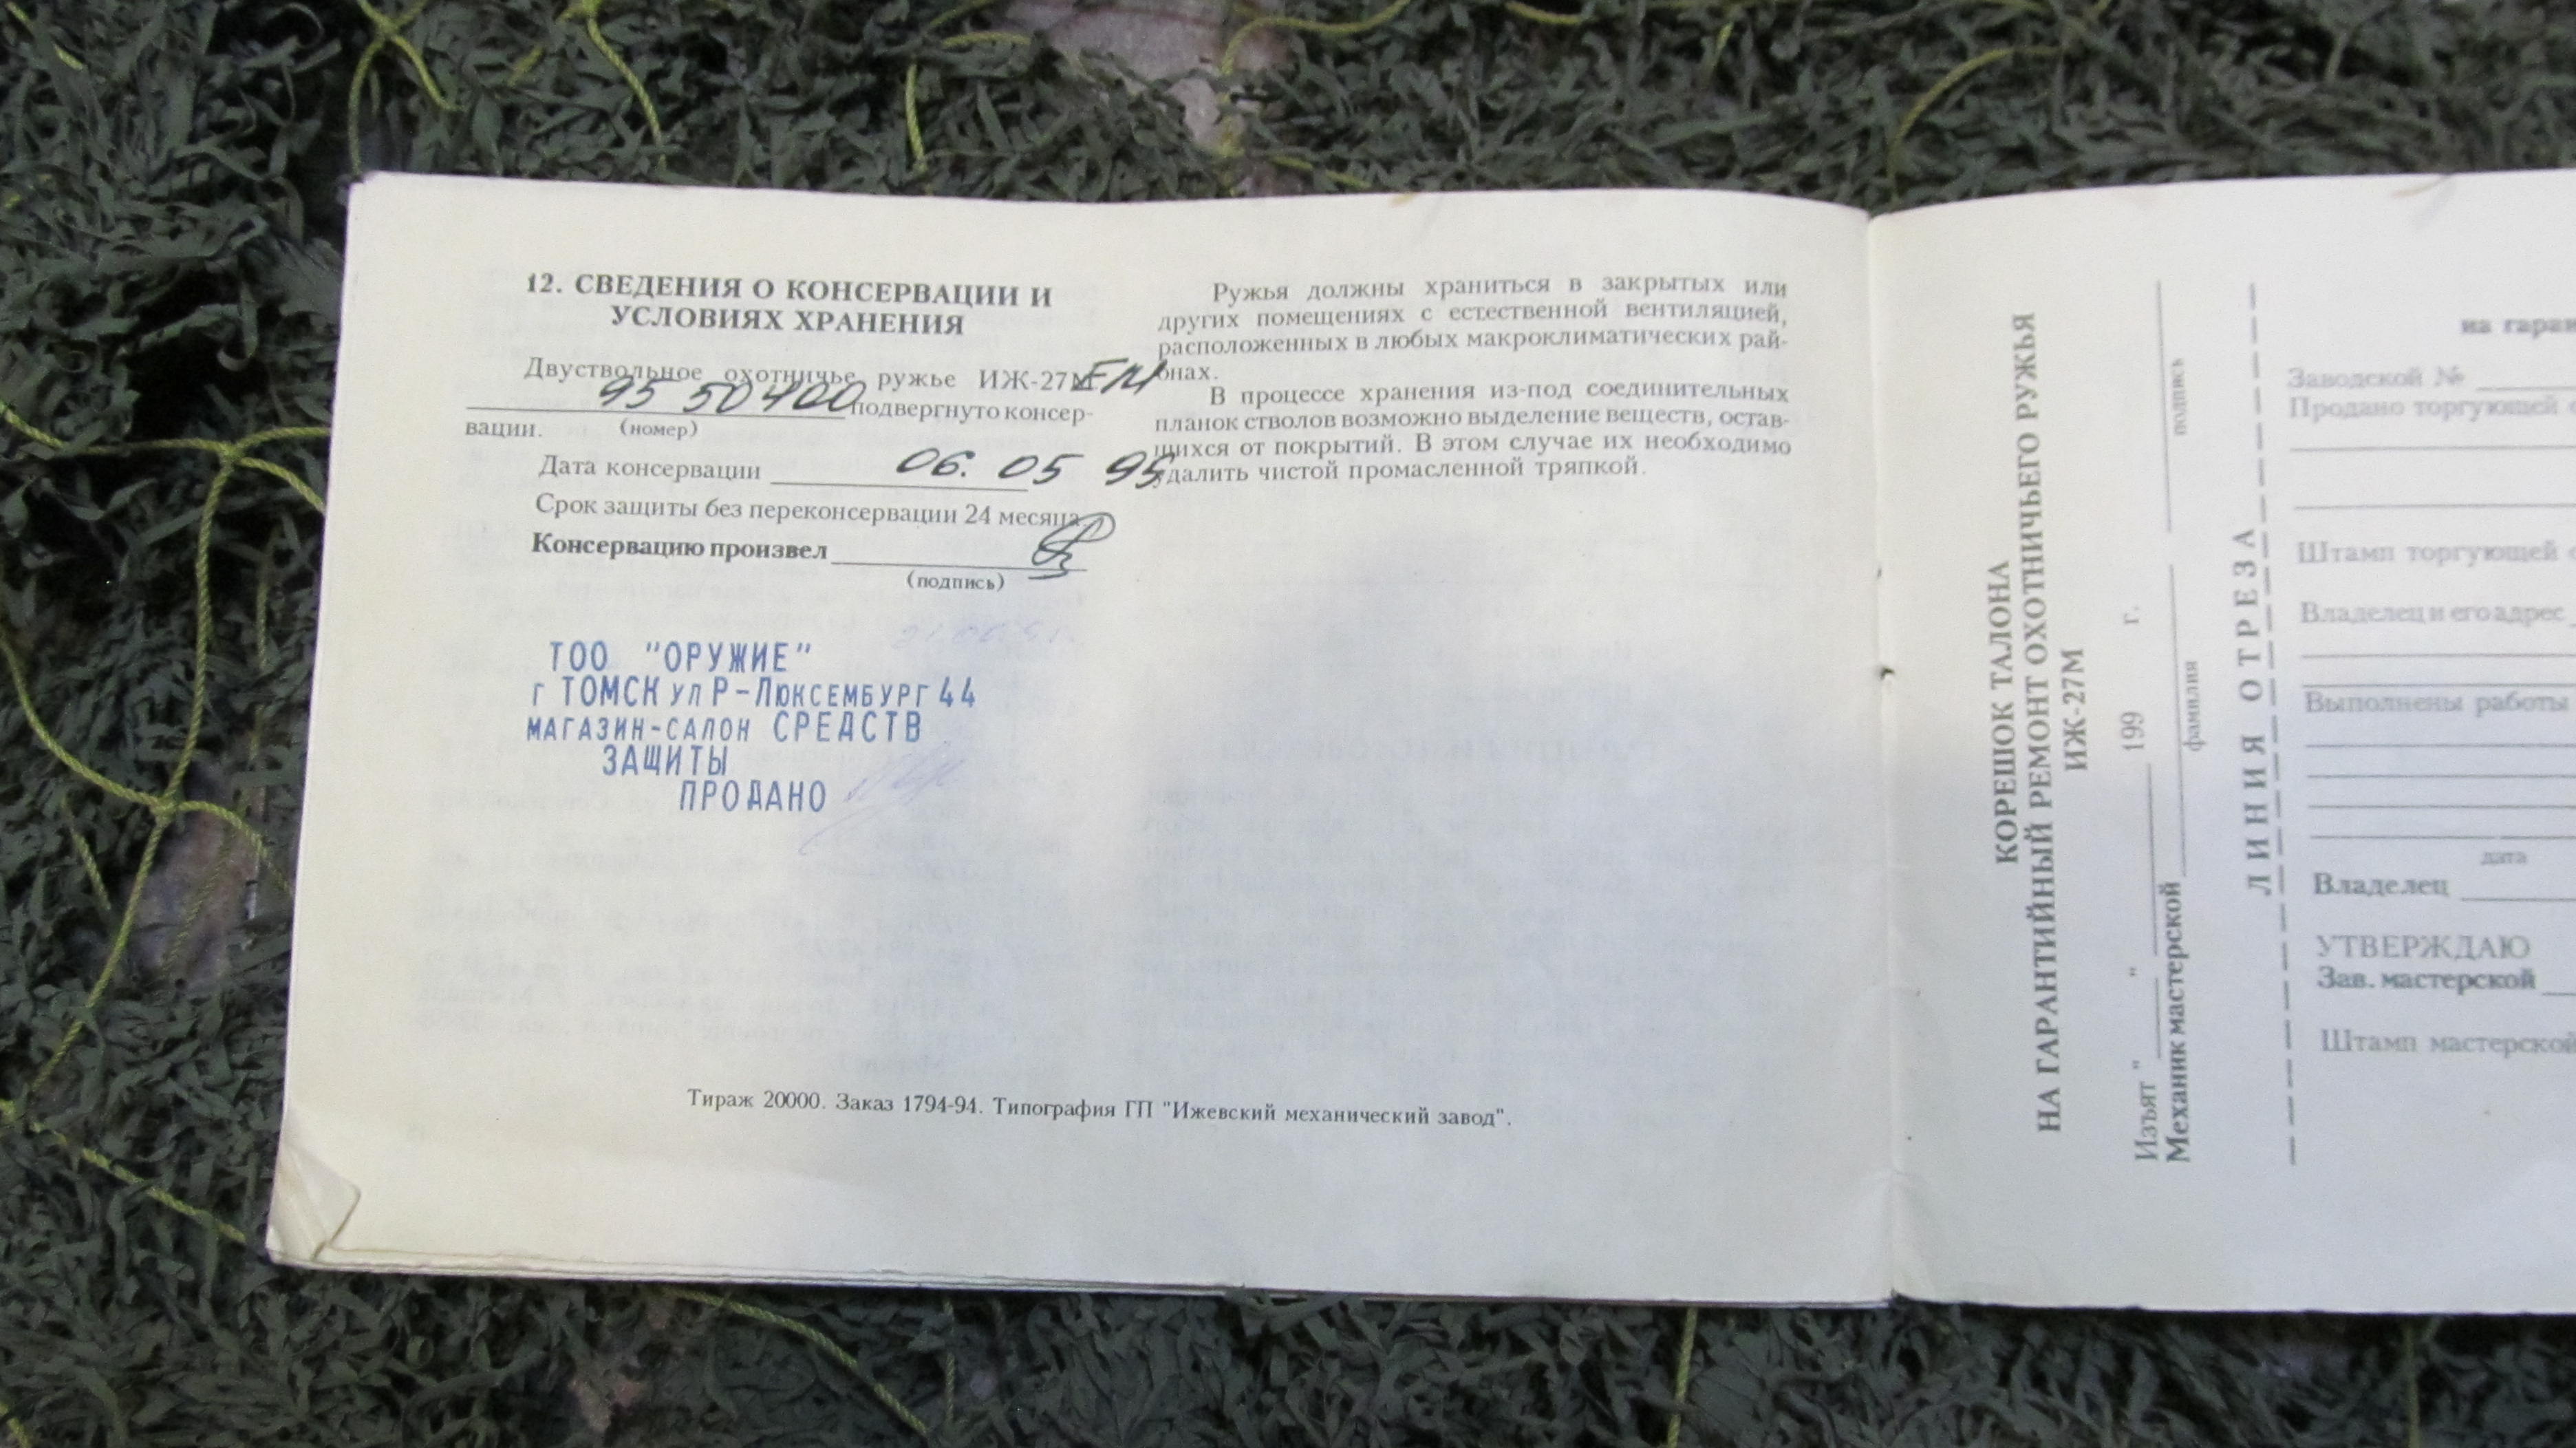 12. СВЕДЕНИЯ О КОНСЕРВАЦИИ И
УСЛОВИЯХ ХРАНЕНИЯ
Двуствольное охотничье ружье ИЖ-27М ЕМ
95 50400 подвергнуто консер-
вации.
(номер)
Дата консервации 06. 05 95
Срок защиты без переконсервации 24 месяца
Консервацию произвел
(подпись)
ТОО "ОРУЖИЕ"
г ТОМСК ул Р-Люксембург 44
магазин-салон СРЕДСТВ
ЗАЩИТЫ
ПРОДАНО
Ружья должны храниться в закрытых или
других помещениях с естественной вентиляцией,
расположенных в любых макроклиматических рай-
онах.
В процессе хранения из-под соединительных
планок стволов возможно выделение веществ, остав-
шихся от покрытий. В этом случае их необходимо
удалить чистой промасленной тряпкой.
Тираж 20000. Заказ 1794-94. Типография ГП "Ижевский механический завод".
КОРЕШОК ТАЛОНА
НА ГАРАНТИЙНЫЙ РЕМОНТ ОХОТНИЧЬЕГО РУЖЬЯ
ИЖ-27М
Изъят " " 199 г.
Механик мастерской
фамилия
подпись
ЛИНИЯ ОТРЕЗА
на гаран
Заводской №
Продано торгующей
Штамп торгующей
Владелец и его адрес
Выполнены работы
дата
Владелец
УТВЕРЖДАЮ
Зав. мастерской
Штамп мастерской